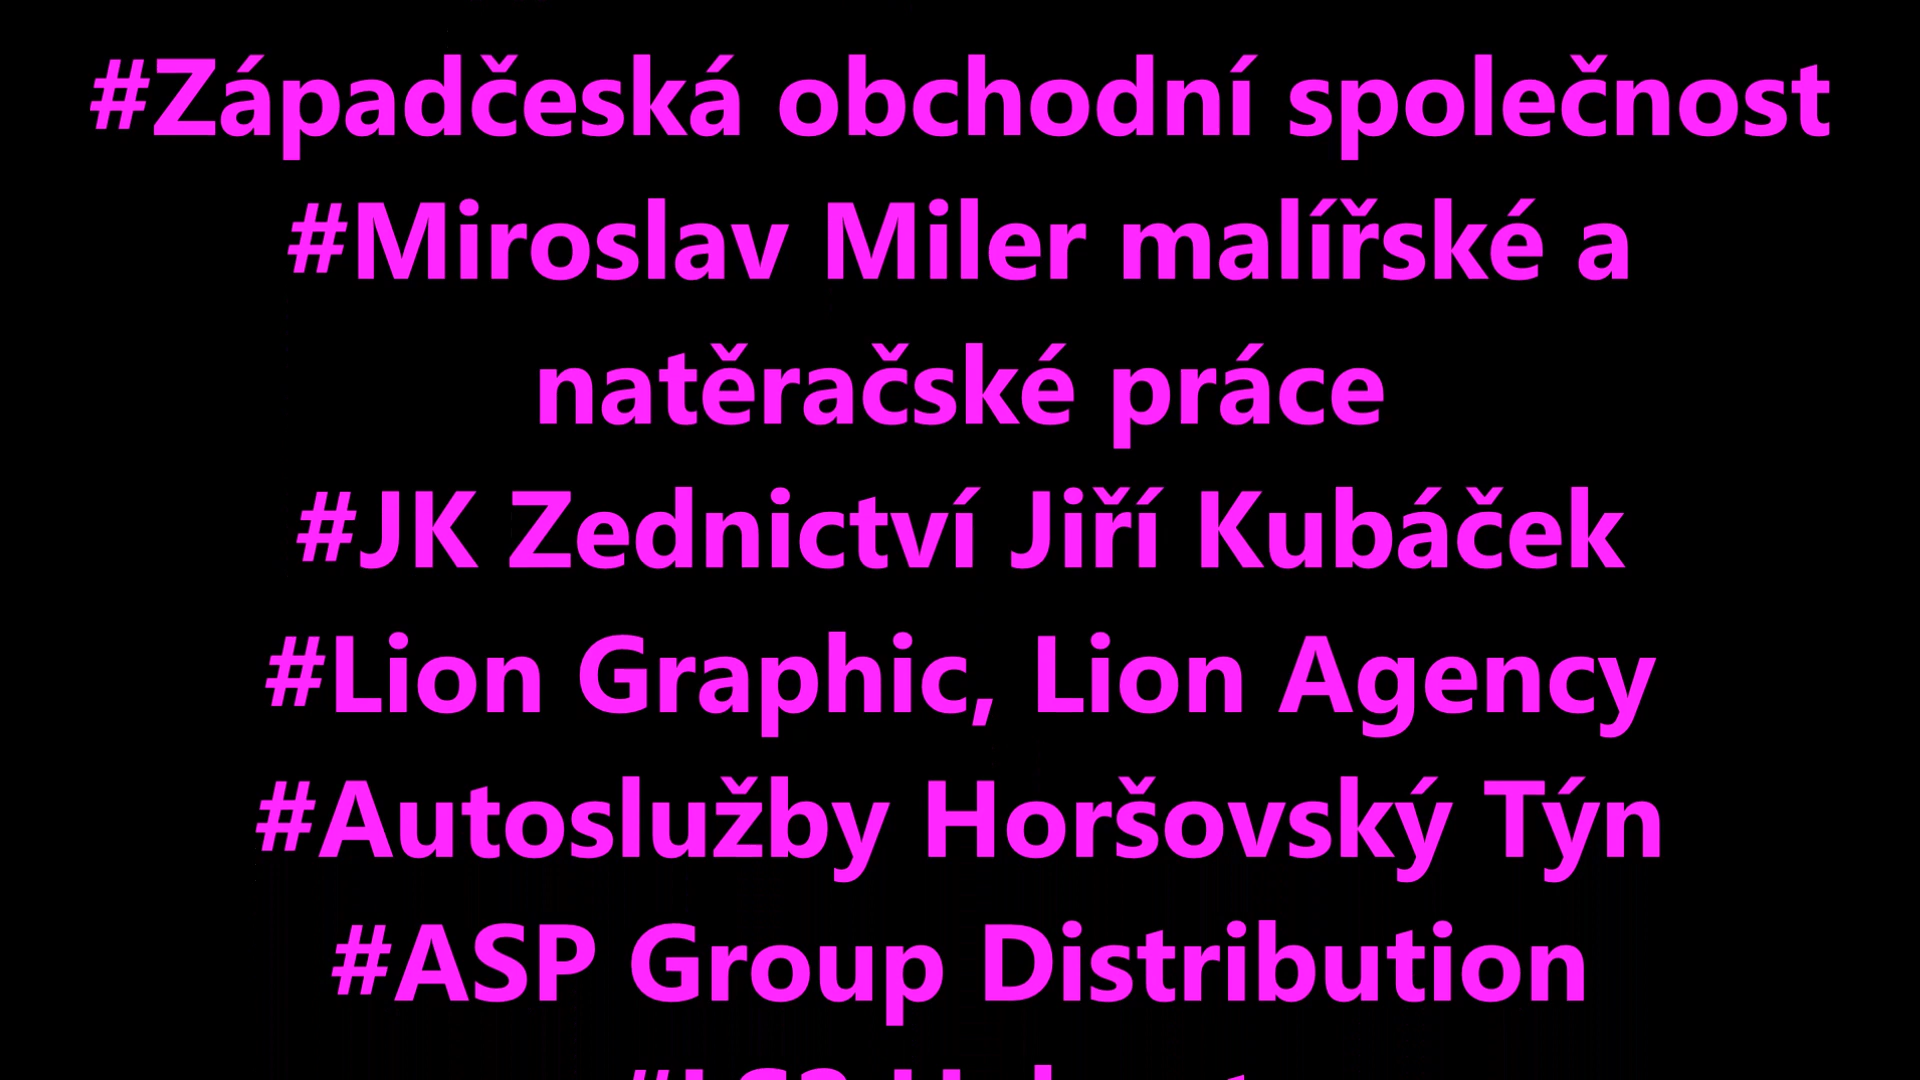 #Západčeská obchodní společnost
#Miroslav Miler malířské a
natěračské práce
#JK Zednictví Jiří Kubáček
#Lion Graphic, Lion Agency
#Autoslužby Horšovský Týn
#ASP Group Distribution